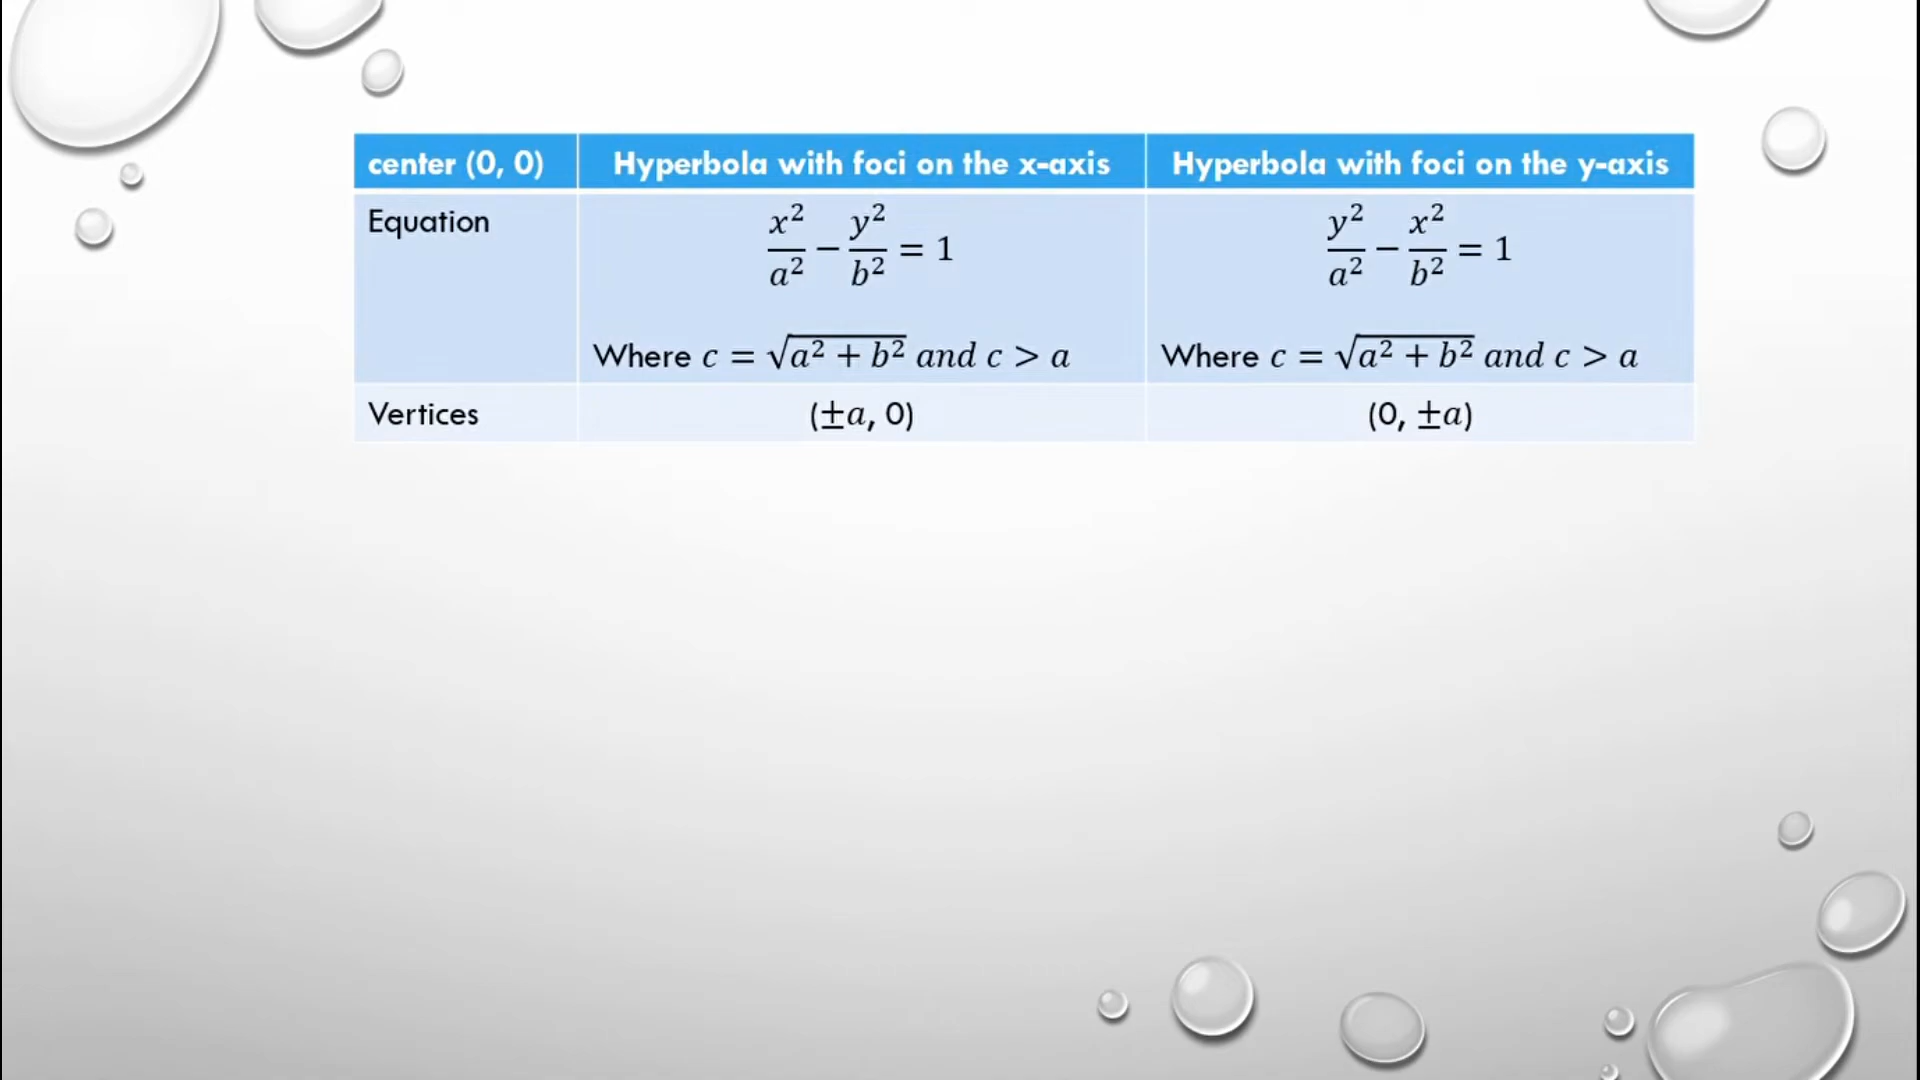 center (0, 0) Hyperbola with foci on the x-axis Hyperbola with foci on the y-axis
Equation x²/a² − y²/b² = 1 y²/a² − x²/b² = 1
Where c = √(a² + b²) and c > a Where c = √(a² + b²) and c > a
Vertices (±a, 0) (0, ±a)